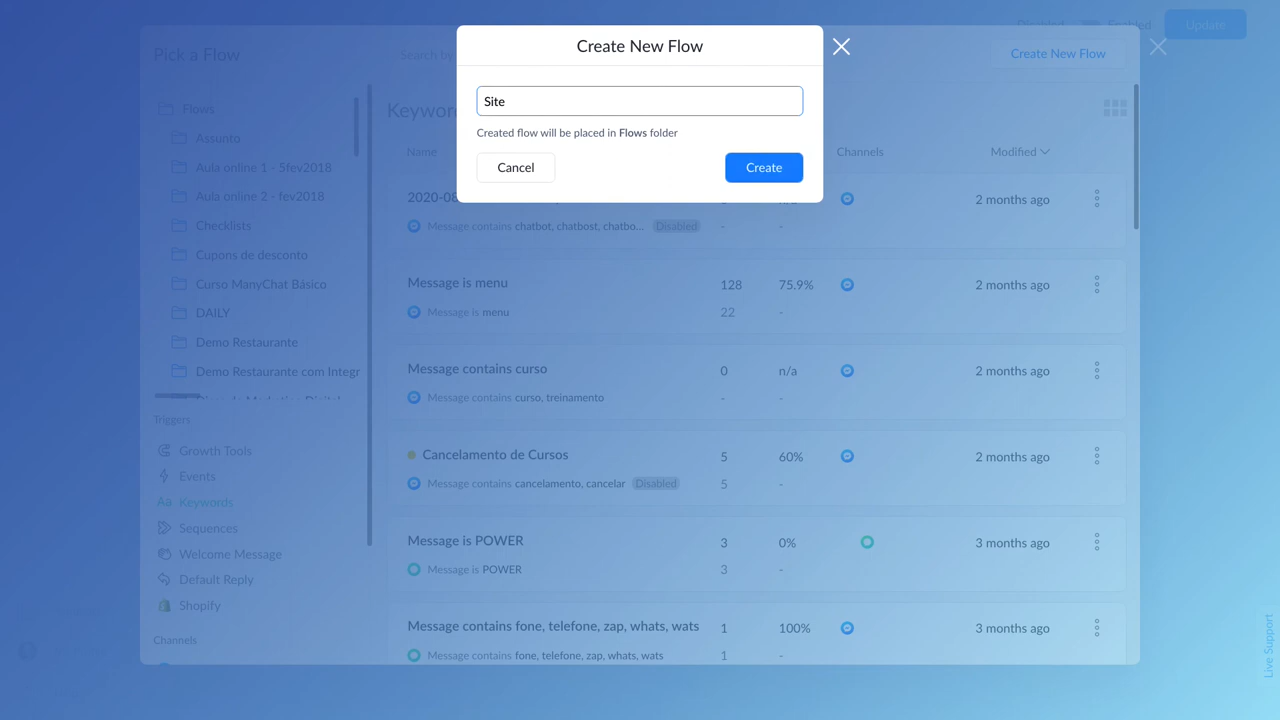 Disabled Enabled
Update
Create New Flow
Pick a Flow
Search by
Create New Flow
Site
Created flow will be placed in Flows folder
Cancel
Create
Flows
Assunto
Aula online 1 - 5fev2018
Aula online 2 - fev2018
Checklists
Cupons de desconto
Curso ManyChat Básico
DAILY
Demo Restaurante
Demo Restaurante com Integr
Triggers
Growth Tools
Events
Aa Keywords
Sequences
Welcome Message
Default Reply
Shopify
Channels
Name
Channels
Modified
2020-08
2 months ago
Message contains chatbot, chatbost, chatbo... Disabled - -
Message is menu 128 75.9% 2 months ago
Message is menu 22 -
Message contains curso 0 n/a 2 months ago
Message contains curso, treinamento - -
Cancelamento de Cursos 5 60% 2 months ago
Message contains cancelamento, cancelar Disabled 5 -
Message is POWER 3 0% 3 months ago
Message is POWER 3 -
Message contains fone, telefone, zap, whats, wats 1 100% 3 months ago
Message contains fone, telefone, zap, whats, wats 1 -
Live Support